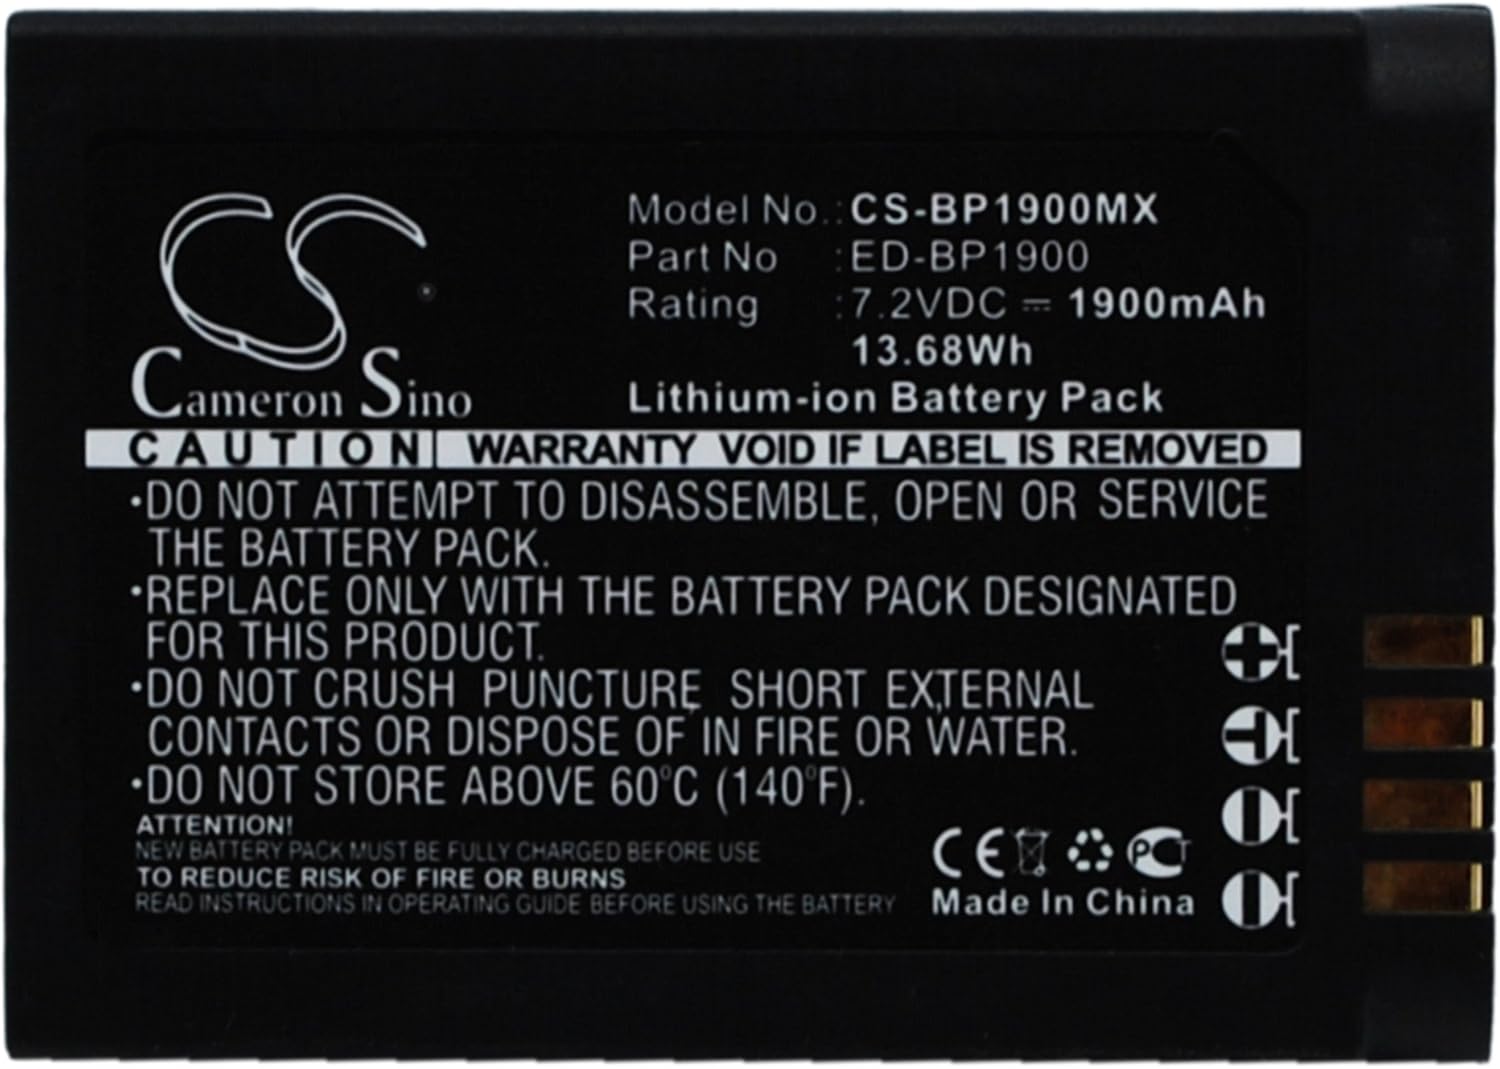 CS
Cameron Sino
Model No.:CS-BP1900MX
Part No :ED-BP1900
Rating :7.2VDC ⎓ 1900mAh
13.68Wh
Lithium-ion Battery Pack
CAUTION WARRANTY VOID IF LABEL IS REMOVED
•DO NOT ATTEMPT TO DISASSEMBLE, OPEN OR SERVICE
THE BATTERY PACK.
•REPLACE ONLY WITH THE BATTERY PACK DESIGNATED
FOR THIS PRODUCT.
•DO NOT CRUSH, PUNCTURE, SHORT EXTERNAL
CONTACTS OR DISPOSE OF IN FIRE OR WATER.
•DO NOT STORE ABOVE 60°C (140°F).
ATTENTION!
NEW BATTERY PACK MUST BE FULLY CHARGED BEFORE USE
TO REDUCE RISK OF FIRE OR BURNS
READ INSTRUCTIONS IN OPERATING GUIDE BEFORE USING THE BATTERY
CE PCT
Made In China